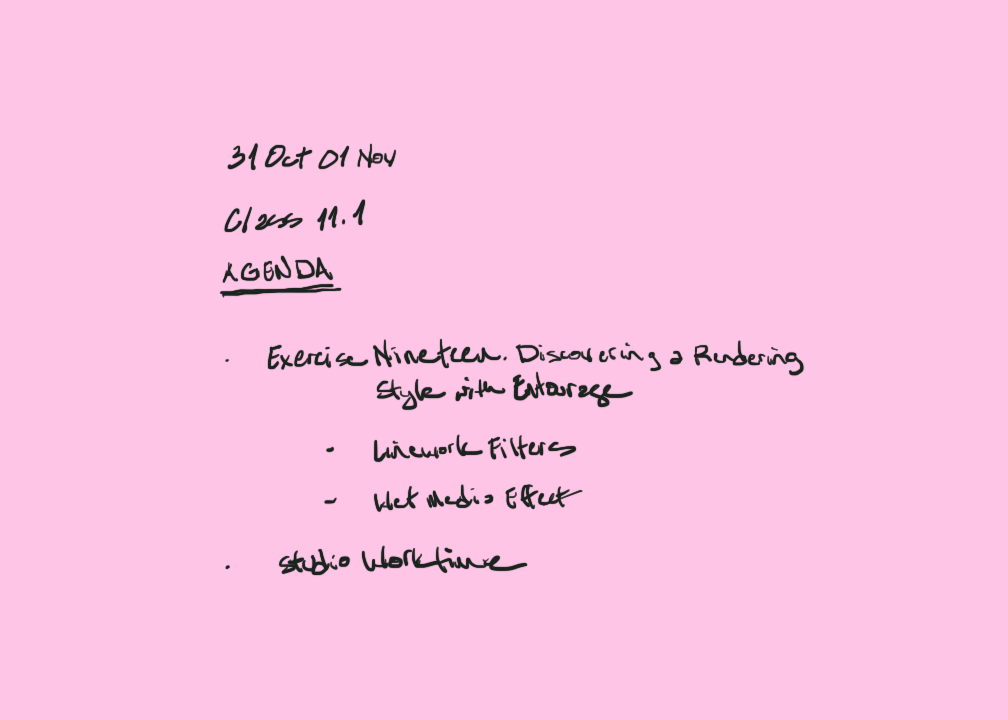 31 Oct 01 Nov
Class 11.1
AGENDA
· Exercise Nineteen. Discovering a Rendering
Style with Entourage
- Linework Filters
- Wet Media Effect
· Studio Worktime